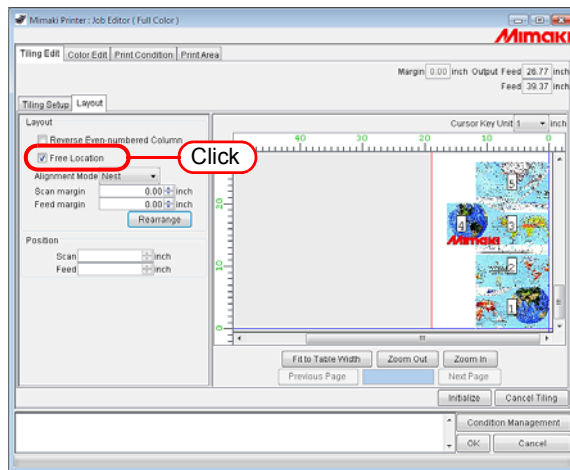 Mimaki Printer : Job Editor ( Full Color )
Mimaki
Tiling Edit Color Edit Print Condition Print Area
Margin 0.00 inch Output Feed 26.77 inch
Feed 39.37 inch
Tiling Setup Layout
Layout
Cursor Key Unit 1 inch
Reverse Even-numbered Column
40 30 20 10 0
Free Location
Click
Alignment Mode Nest
Scan margin 0.00 inch
Feed margin 0.00 inch
Rearrange
Position
Scan inch
Feed inch
20
10
0
5
4
3
Mimaki
2
1
Fit to Table Width Zoom Out Zoom In
Previous Page Next Page
Initialize Cancel Tiling
Condition Management
OK Cancel